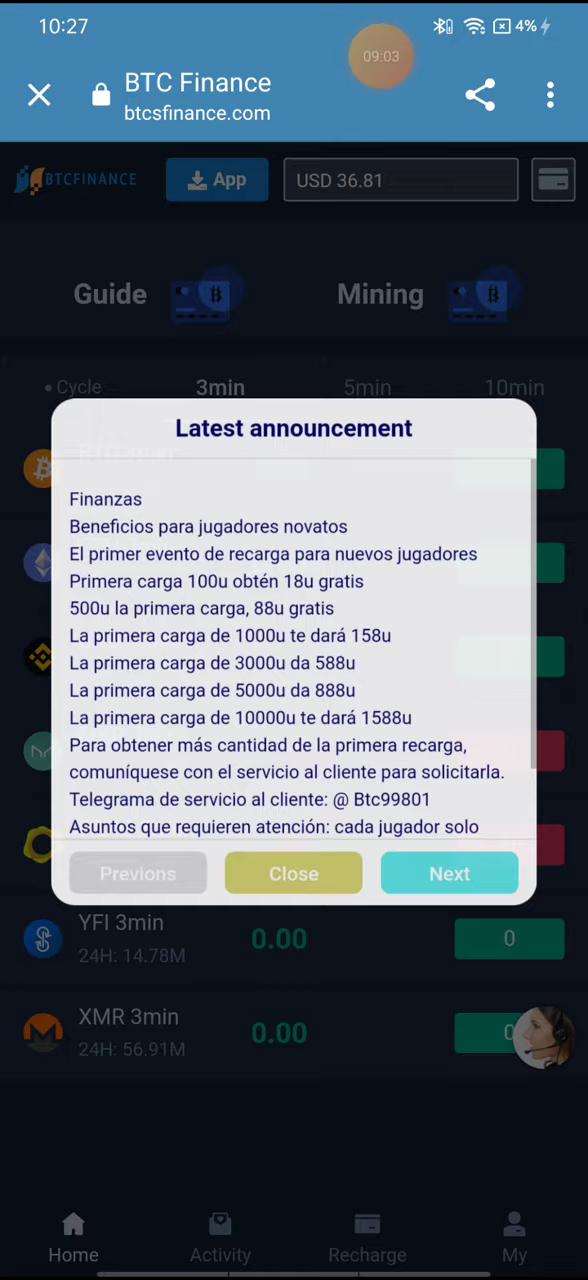 10:27
4%
09:03
BTC Finance
btcsfinance.com
BTCFINANCE
App
USD 36.81
Guide
Mining
Cycle
3min
5min
10min
Latest announcement
Finanzas
Beneficios para jugadores novatos
El primer evento de recarga para nuevos jugadores
Primera carga 100u obtén 18u gratis
500u la primera carga, 88u gratis
La primera carga de 1000u te dará 158u
La primera carga de 3000u da 588u
La primera carga de 5000u da 888u
La primera carga de 10000u te dará 1588u
Para obtener más cantidad de la primera recarga,
comuníquese con el servicio al cliente para solicitarla.
Telegrama de servicio al cliente: @ Btc99801
Asuntos que requieren atención: cada jugador solo
Previons
Close
Next
YFI 3min
0.00
0
24H: 14.78M
XMR 3min
0.00
0
24H: 56.91M
Home
Activity
Recharge
My